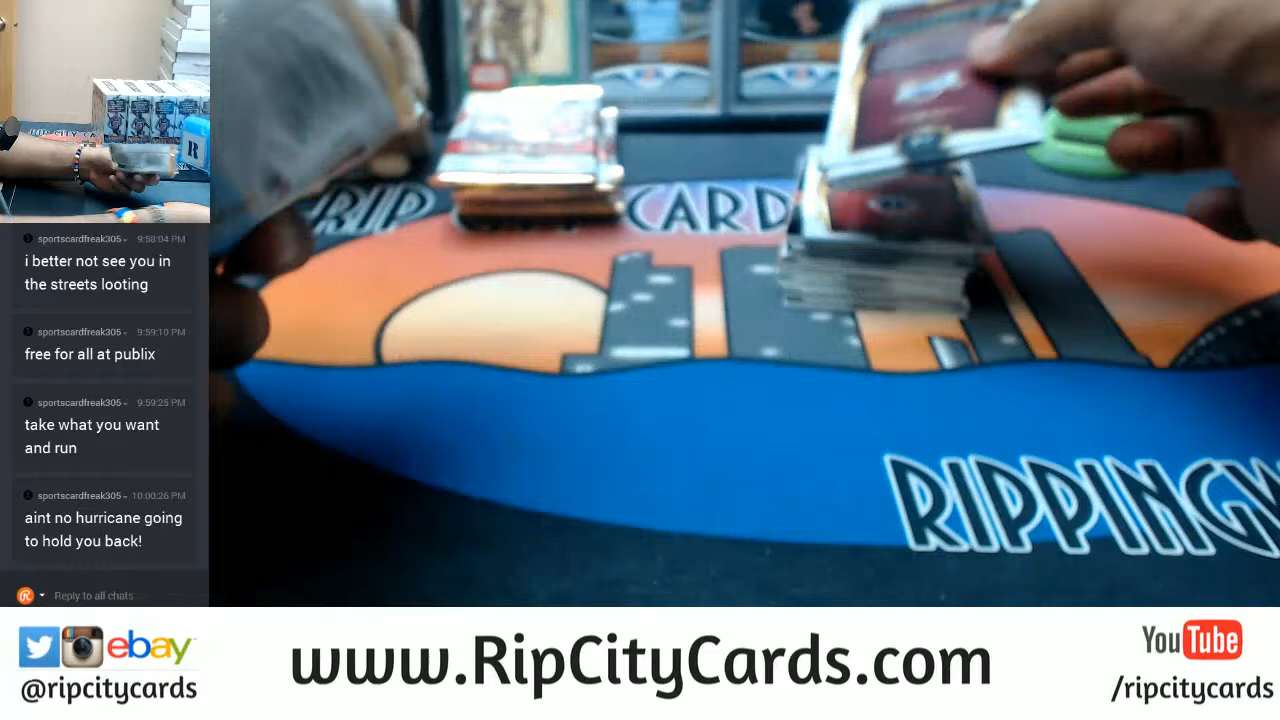 sportscardfreak305 9:58:04 PM
i better not see you in
the streets looting
sportscardfreak305 9:59:10 PM
free for all at publix
sportscardfreak305 9:59:25 PM
take what you want
and run
sportscardfreak305 10:00:26 PM
aint no hurricane going
to hold you back!
Reply to all chats
RIP CARD
RIPPINGW
ebay
@ripcitycards
www.RipCityCards.com
YouTube
/ripcitycards